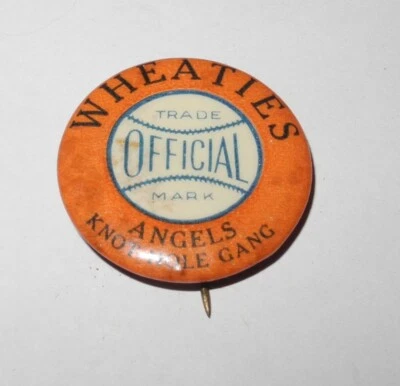 WHEATIES
TRADE
OFFICIAL
MARK
ANGELS
KNOT HOLE GANG